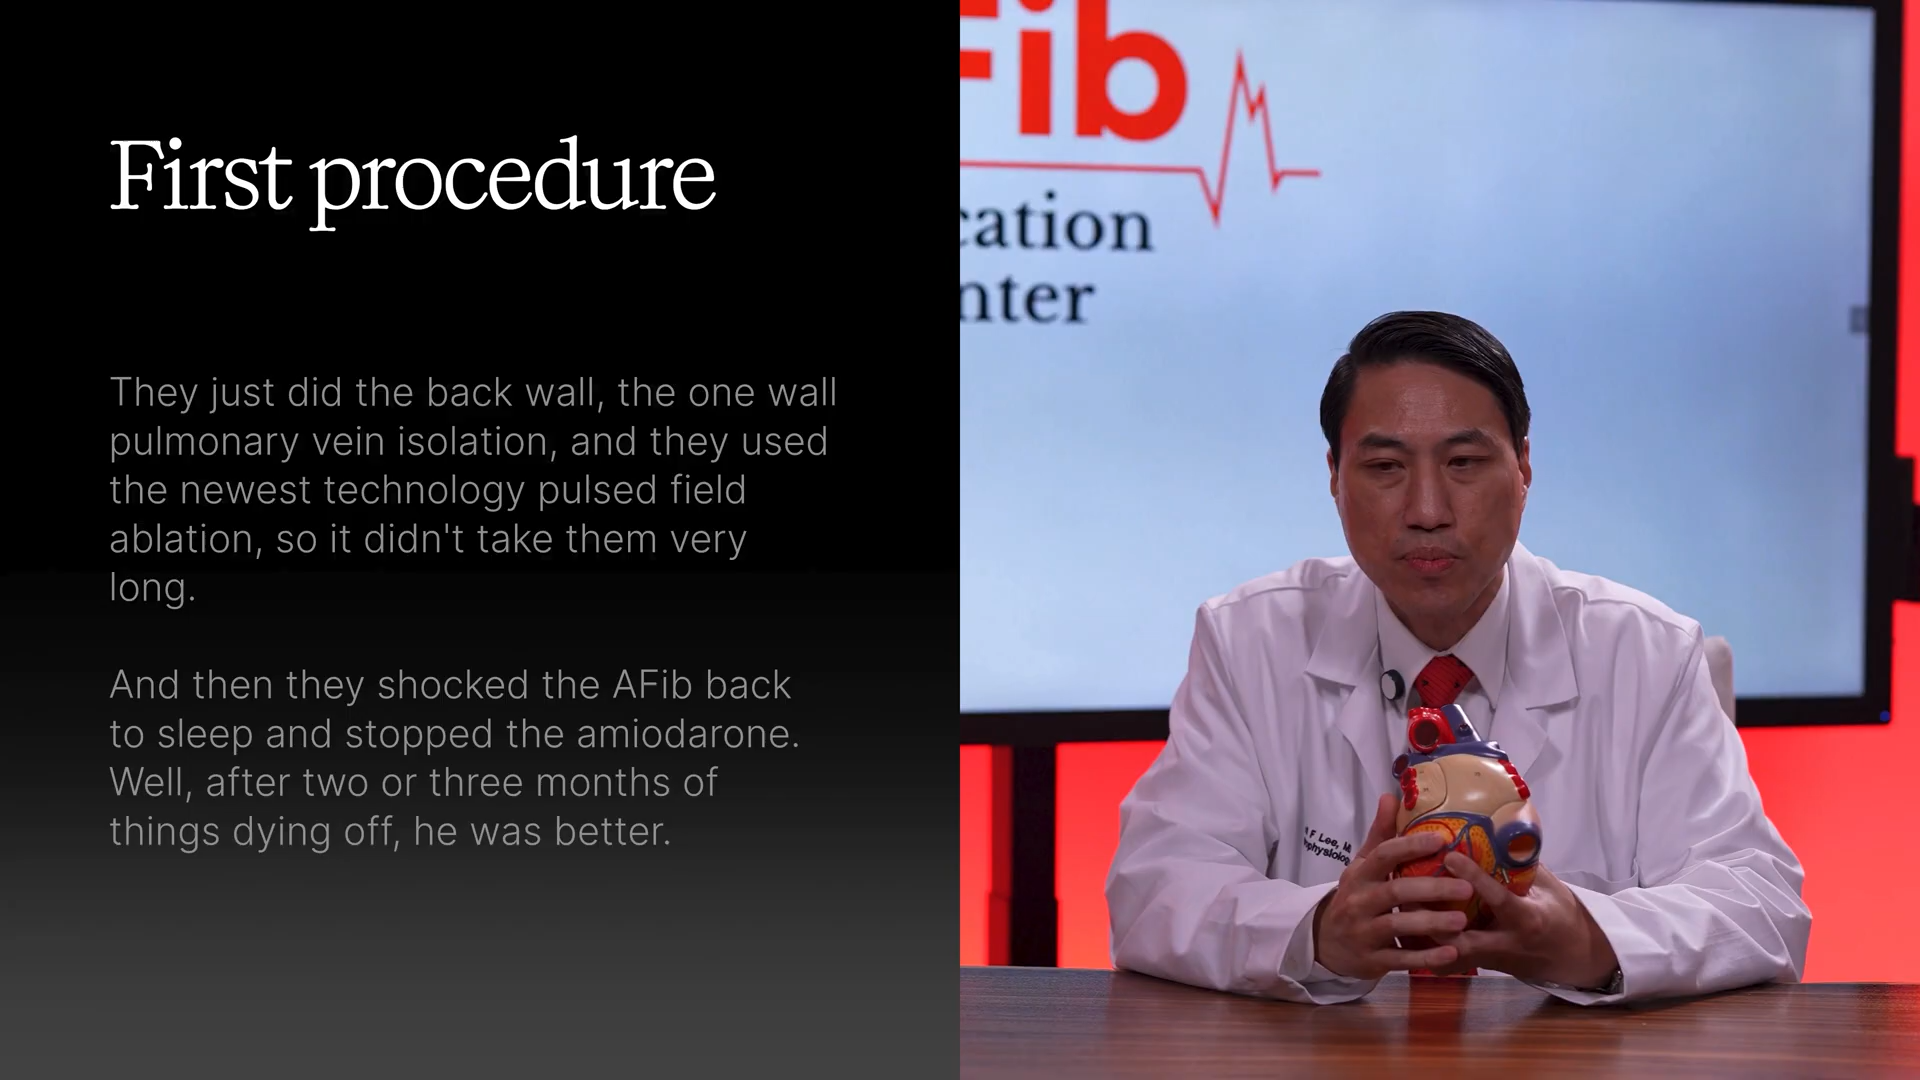 First procedure
They just did the back wall, the one wall
pulmonary vein isolation, and they used
the newest technology pulsed field
ablation, so it didn't take them very
long.
And then they shocked the AFib back
to sleep and stopped the amiodarone.
Well, after two or three months of
things dying off, he was better.
Fib
cation
nter
F Lee, M
physiolog